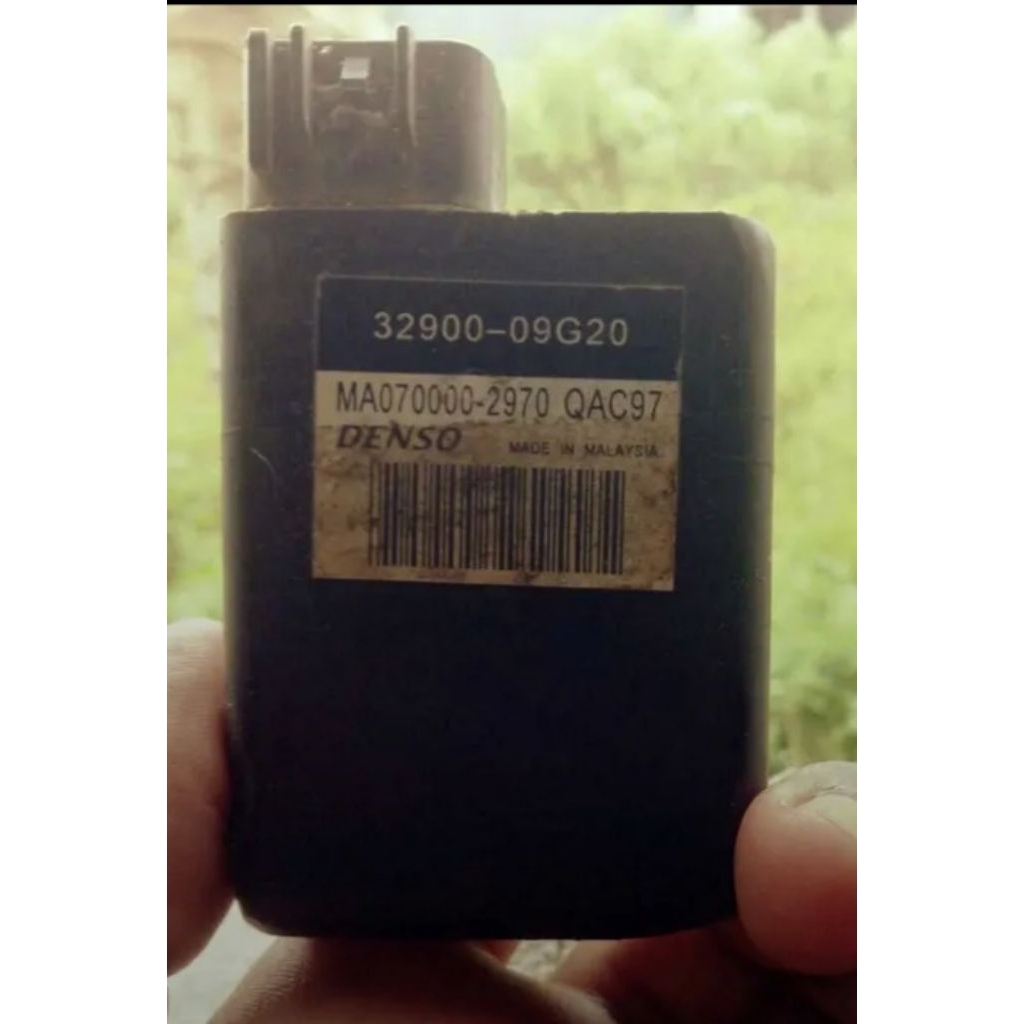 32900-09G20
MA070000-2970 QAC97
DENSO MADE IN MALAYSIA